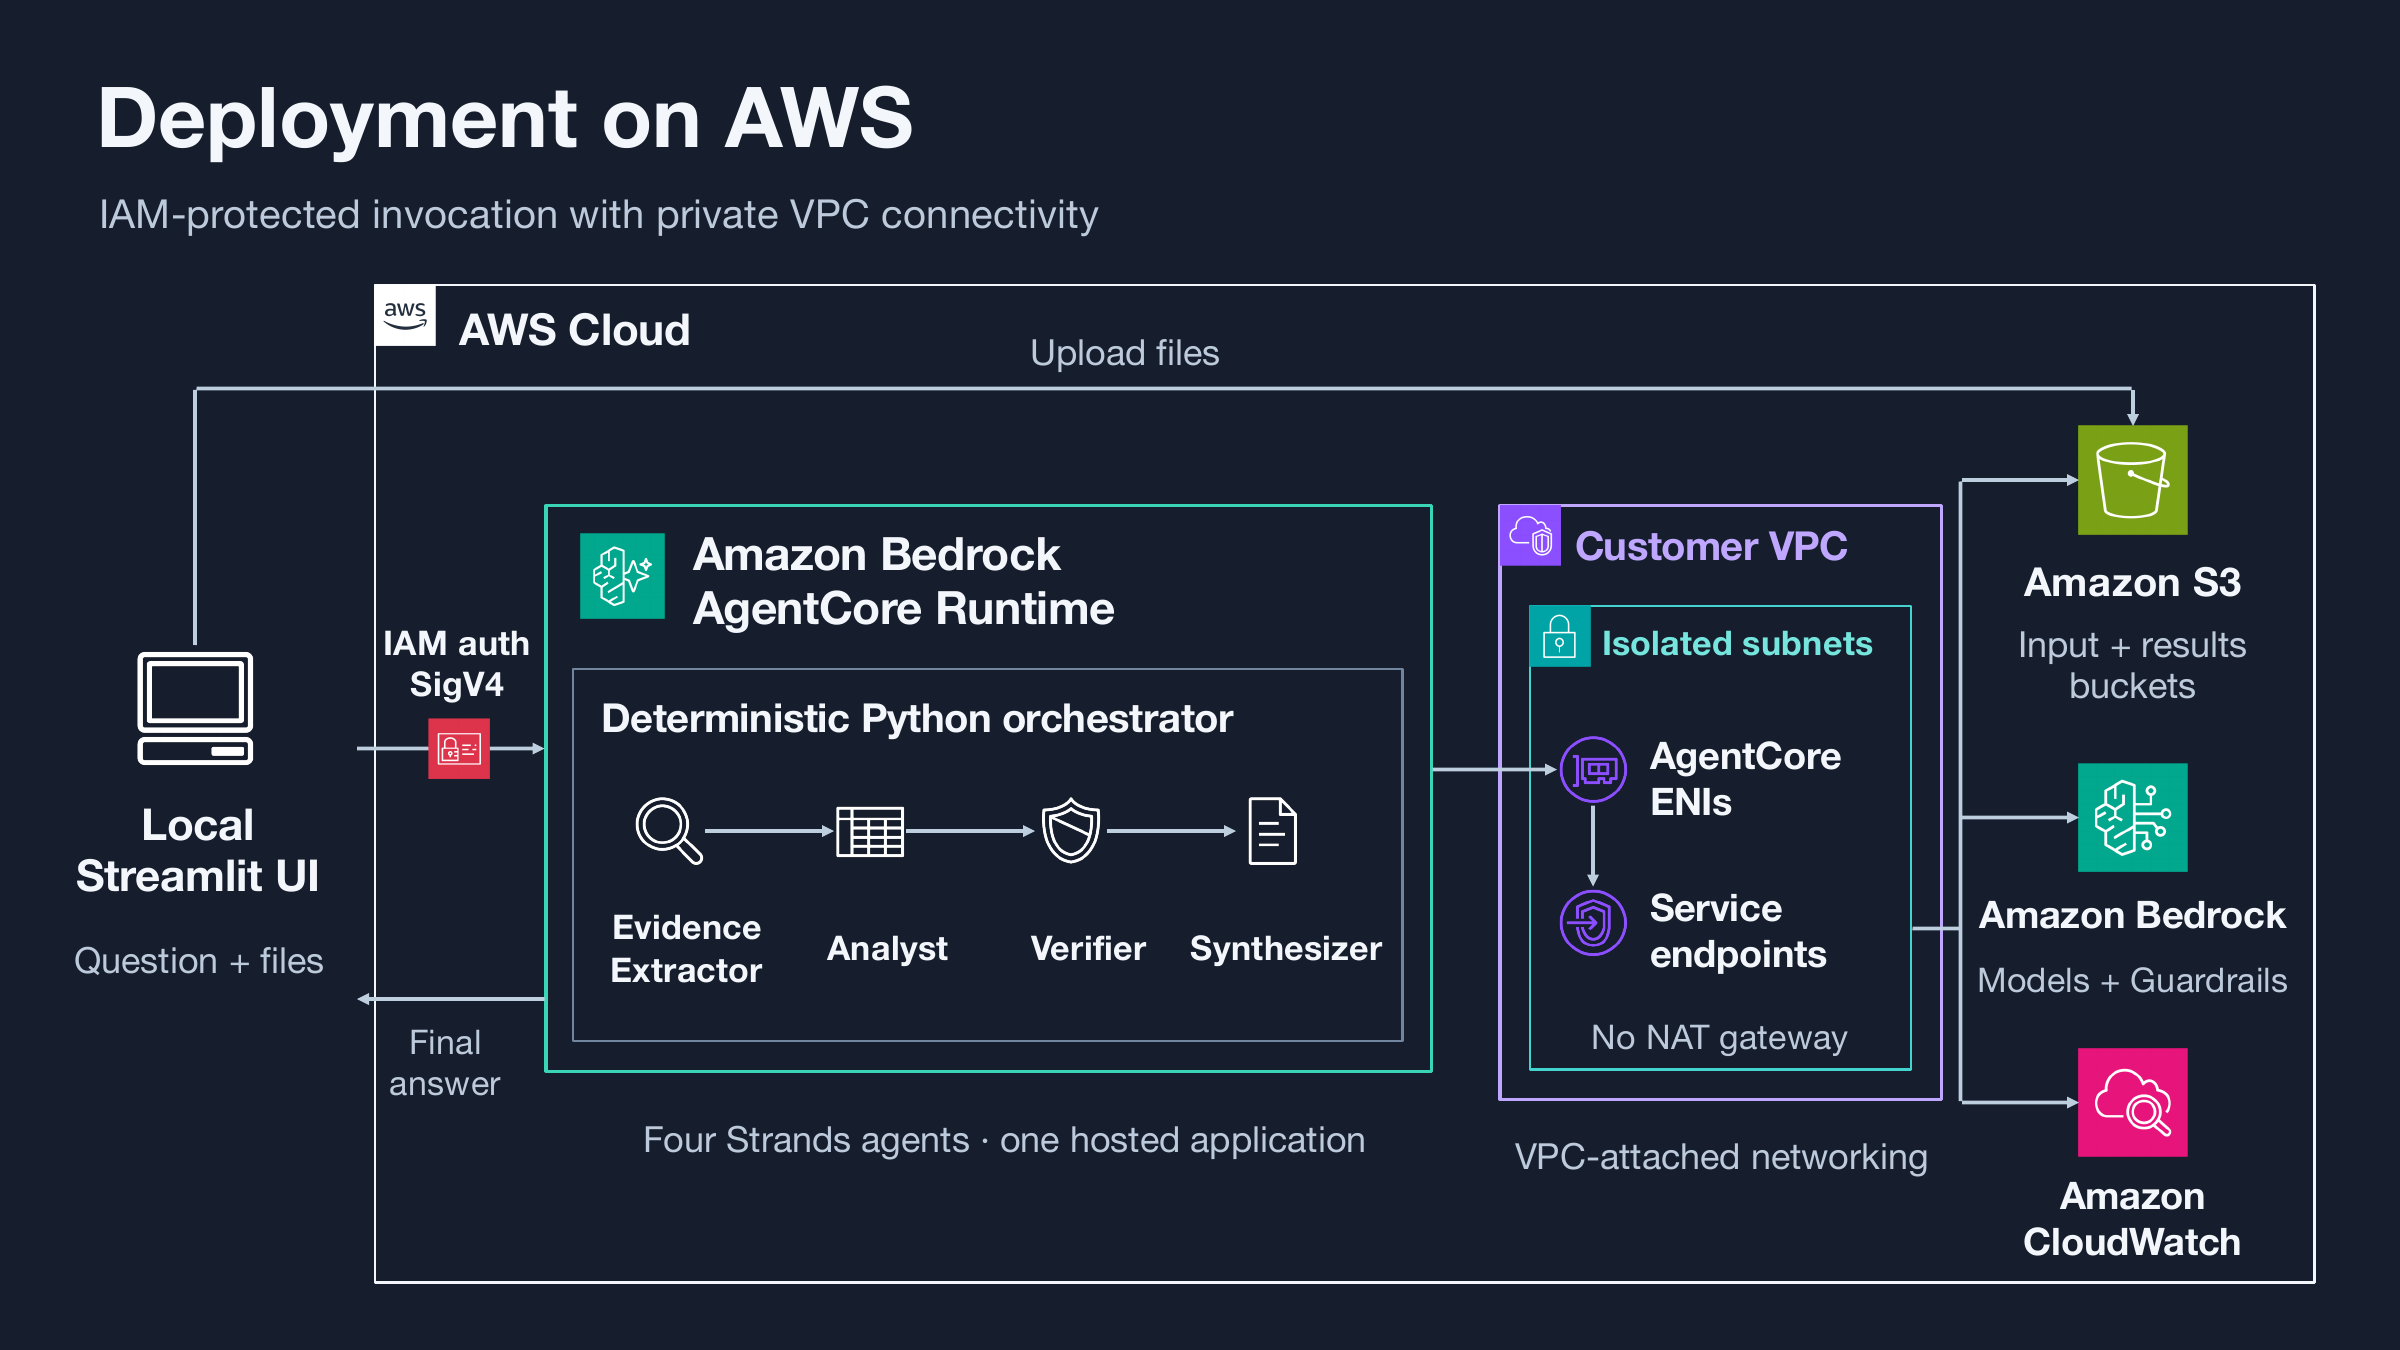 Deployment on AWS
IAM-protected invocation with private VPC connectivity
aws
AWS Cloud
Upload files
Amazon Bedrock
AgentCore Runtime
Customer VPC
Amazon S3
Input + results
buckets
IAM auth
SigV4
Isolated subnets
Deterministic Python orchestrator
AgentCore
ENIs
Local
Streamlit UI
Question + files
Evidence
Extractor
Analyst
Verifier
Synthesizer
Service
endpoints
No NAT gateway
Amazon Bedrock
Models + Guardrails
Final
answer
Four Strands agents · one hosted application
VPC-attached networking
Amazon
CloudWatch